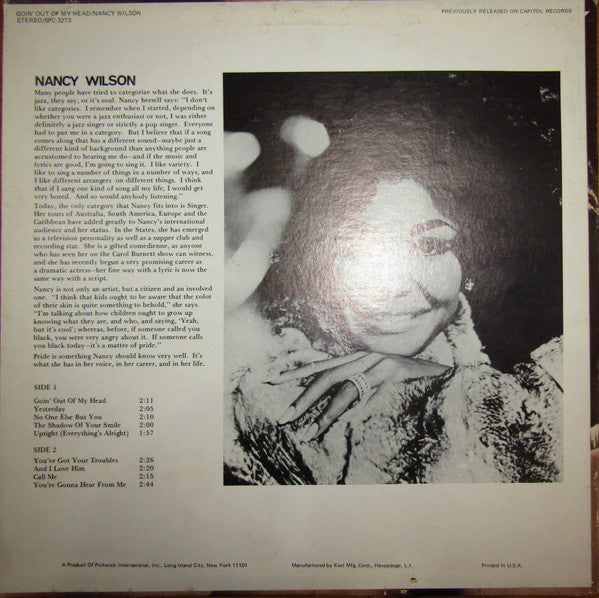 GOIN' OUT OF MY HEAD/NANCY WILSON
STEREO/SPC-3273
PREVIOUSLY RELEASED ON CAPITOL RECORDS
NANCY WILSON
Many people have tried to categorize what she does. It's
jazz, they say, or it's soul. Nancy herself says: "I don't
like categories. I remember when I started, depending on
whether you were a jazz enthusiast or not, I was either
definitely a jazz singer or strictly a pop singer. Everyone
had to put me in a category. But I believe that if a song
comes along that has a different sound—maybe just a
different kind of background than anything people are
accustomed to hearing me do—and if the music and
lyrics are good, I'm going to sing it. I like variety. I
like to sing a number of things in a number of ways, and
I like different arrangers on different things. I think
that if I sang one kind of song all my life, I would get
very bored. And so would anybody listening."
Today, the only category that Nancy fits into is Singer.
Her tours of Australia, South America, Europe and the
Caribbean have added greatly to Nancy's international
audience and her status. In the States, she has emerged
as a television personality as well as a supper club and
recording star. She is a gifted comedienne, as anyone
who has seen her on the Carol Burnett show can witness,
and she has recently begun a very promising career as
a dramatic actress—her fine way with a lyric is now the
same way with a script.
Nancy is not only an artist, but a citizen and an involved
one. "I think that kids ought to be aware that the color
of their skin is quite something to behold," she says.
"I'm talking about how children ought to grow up
knowing what they are, and who, and saying, 'Yeah,
but it's cool'; whereas, before, if someone called you
black, you were very angry about it. If someone calls
you black today—it's a matter of pride."
Pride is something Nancy should know very well. It's
what she has in her voice, in her career, and in her life.
SIDE 1
Goin' Out Of My Head 2:11
Yesterday 2:05
No One Else But You 2:10
The Shadow Of Your Smile 2:00
Uptight (Everything's Alright) 1:57
SIDE 2
You've Got Your Troubles 2:26
And I Love Him 2:20
Call Me 2:15
You're Gonna Hear From Me 2:44
A Product Of Pickwick International, Inc., Long Island City, New York 11101
Manufactured by Keel Mfg. Corp., Hauppauge, L.I.
Printed In U.S.A.